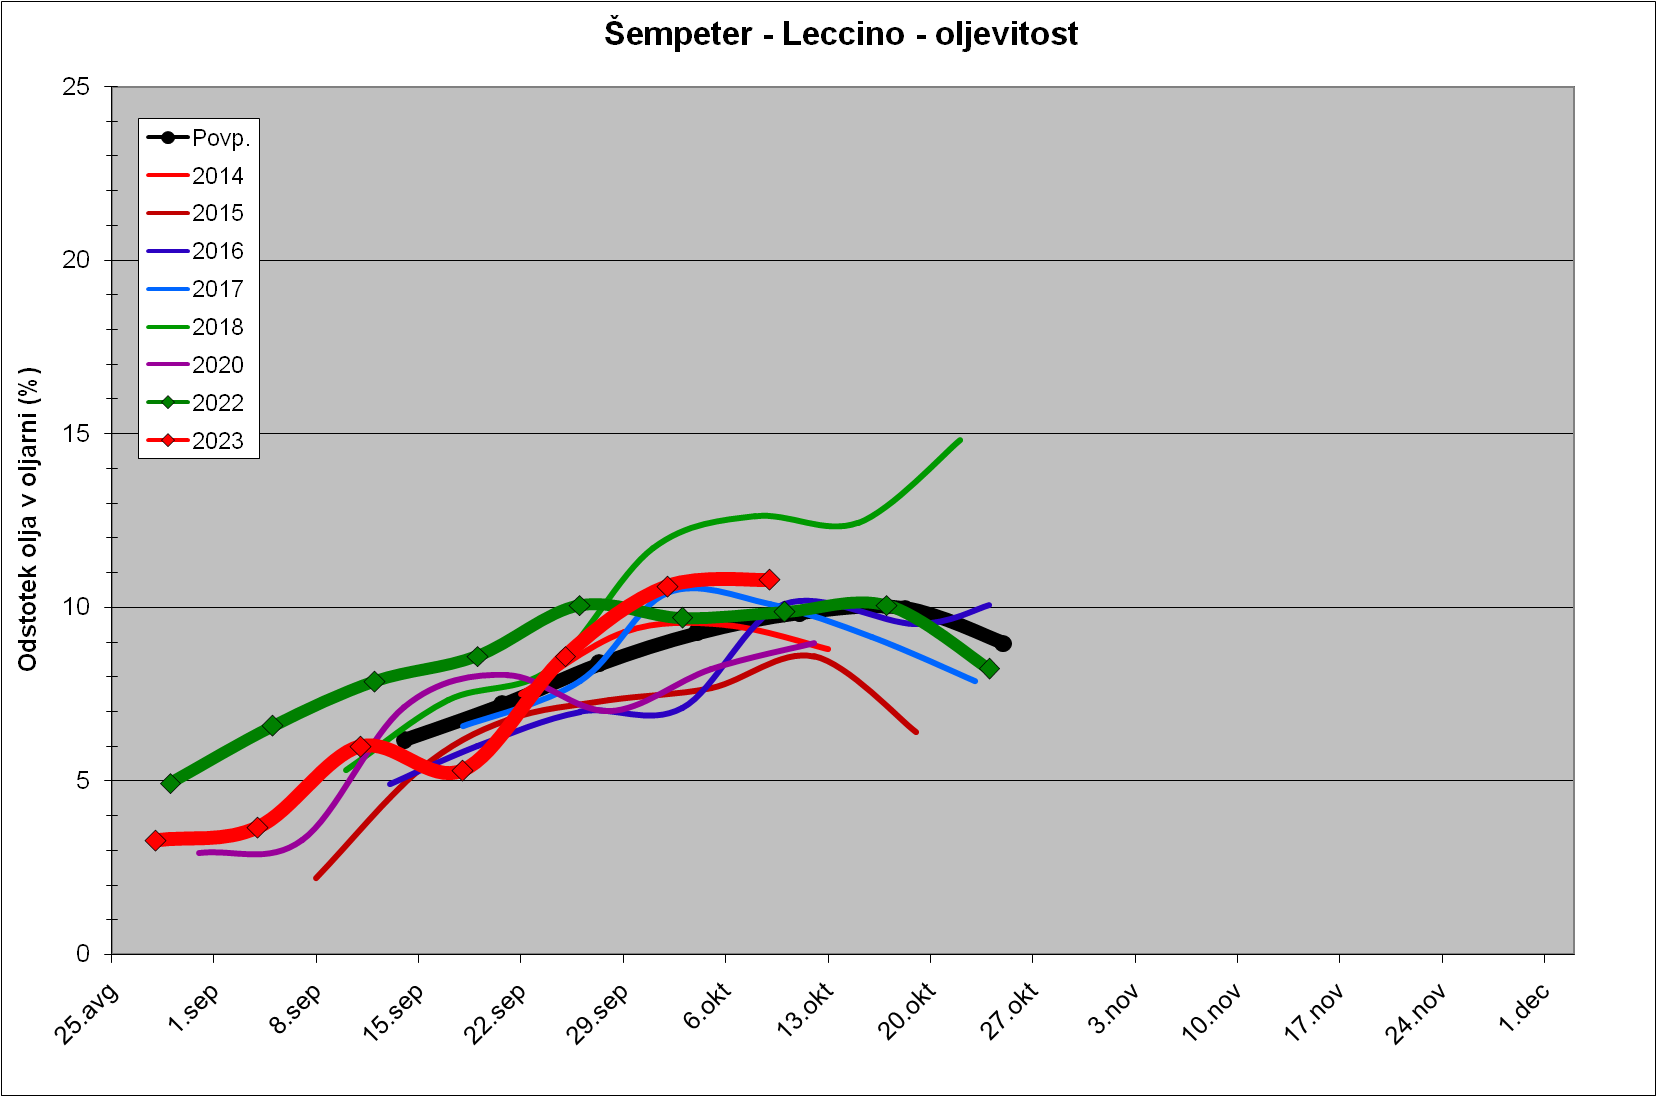 Šempeter - Leccino - oljevitost
Odstotek olja v oljarni (%)
25
20
15
10
5
0
Povp.
2014
2015
2016
2017
2018
2020
2022
2023
25.avg
1.sep
8.sep
15.sep
22.sep
29.sep
6.okt
13.okt
20.okt
27.okt
3.nov
10.nov
17.nov
24.nov
1.dec